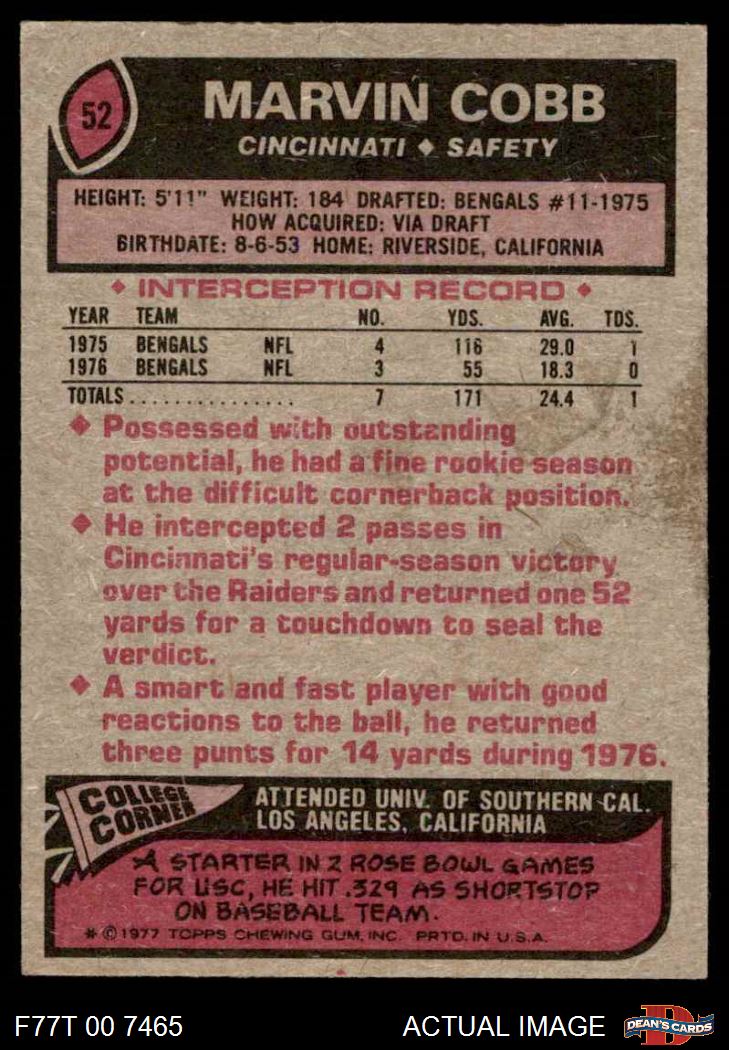 52
MARVIN COBB
CINCINNATI ♦ SAFETY
HEIGHT: 5'11" WEIGHT: 184 DRAFTED: BENGALS #11-1975
HOW ACQUIRED: VIA DRAFT
BIRTHDATE: 8-6-53 HOME: RIVERSIDE, CALIFORNIA
♦ INTERCEPTION RECORD ♦
YEAR TEAM NO. YDS. AVG. TDS.
1975 BENGALS NFL 4 116 29.0 1
1976 BENGALS NFL 3 55 18.3 0
TOTALS............... 7 171 24.4 1
♦ Possessed with outstanding
potential, he had a fine rookie season
at the difficult cornerback position.
♦ He intercepted 2 passes in
Cincinnati's regular-season victory
over the Raiders and returned one 52
yards for a touchdown to seal the
verdict.
♦ A smart and fast player with good
reactions to the ball, he returned
three punts for 14 yards during 1976.
COLLEGE
CORNER
ATTENDED UNIV. OF SOUTHERN CAL.
LOS ANGELES, CALIFORNIA
A STARTER IN 2 ROSE BOWL GAMES
FOR USC, HE HIT .329 AS SHORTSTOP
ON BASEBALL TEAM.
* © 1977 TOPPS CHEWING GUM, INC. PRTD. IN U.S.A.
F77T 00 7465 ACTUAL IMAGE
D
DEAN'S CARDS